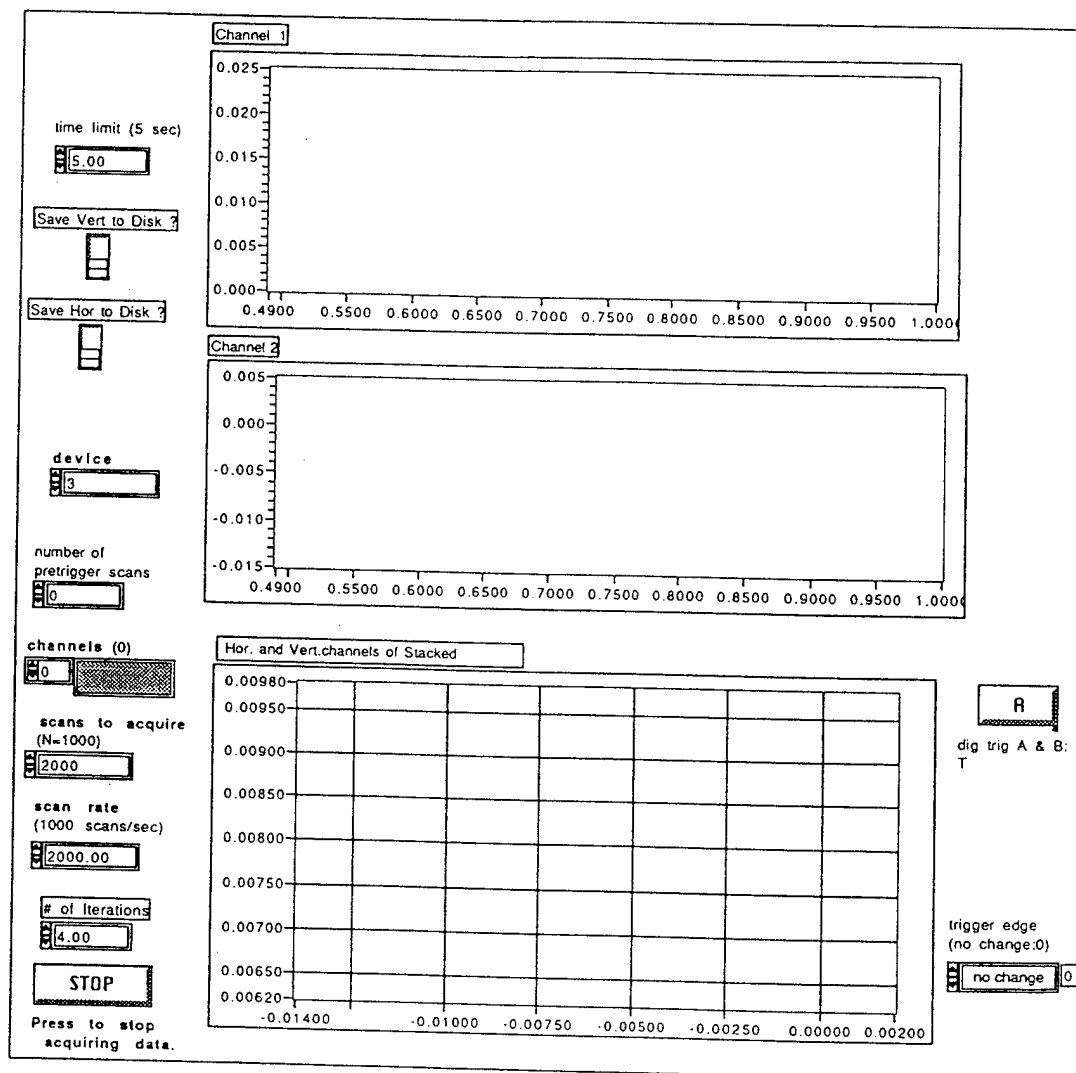 Channel 1
0.025
0.020
0.015
0.010
0.005
0.000
0.4900 0.5500 0.6000 0.6500 0.7000 0.7500 0.8000 0.8500 0.9000 0.9500 1.0000
time limit (5 sec)
5.00
Save Vert to Disk ?
Save Hor to Disk ?
Channel 2
0.005
0.000
-0.005
-0.010
-0.015
0.4900 0.5500 0.6000 0.6500 0.7000 0.7500 0.8000 0.8500 0.9000 0.9500 1.0000
device
3
number of
pretrigger scans
0
channels (0)
0
scans to acquire
(N=1000)
2000
scan rate
(1000 scans/sec)
2000.00
# of Iterations
4.00
STOP
Press to stop
acquiring data.
Hor. and Vert.channels of Stacked
0.00980
0.00950
0.00900
0.00850
0.00800
0.00750
0.00700
0.00650
0.00620
-0.01400 -0.01000 -0.00750 -0.00500 -0.00250 0.00000 0.00200
R
dig trig A & B:
T
trigger edge
(no change:0)
no change 0